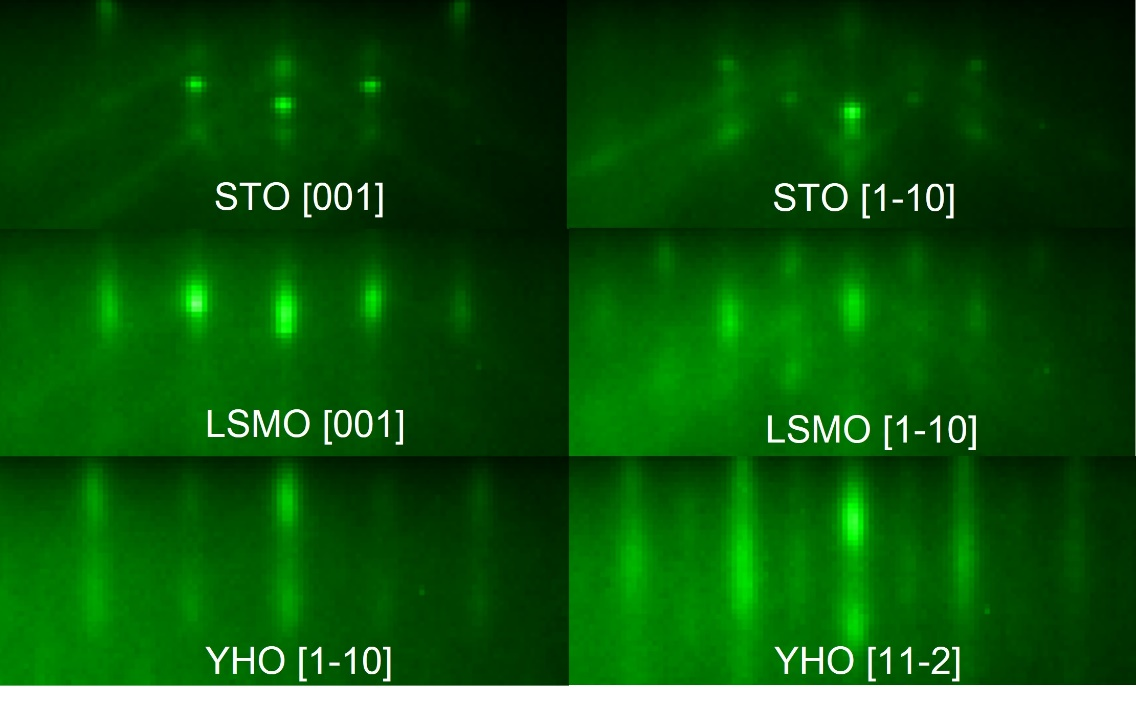 STO [001]
STO [1-10]
LSMO [001]
LSMO [1-10]
YHO [1-10]
YHO [11-2]